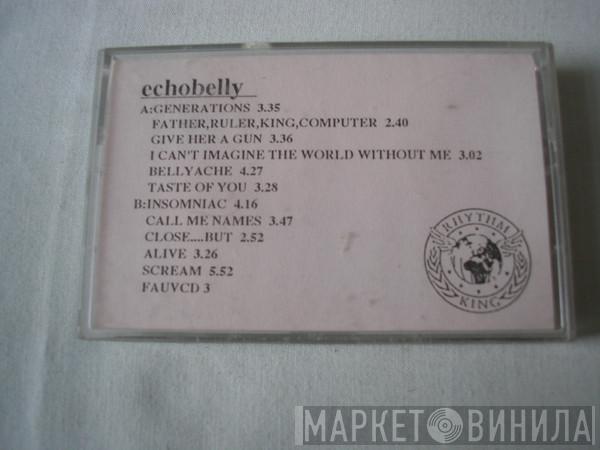 echobelly
A:GENERATIONS 3.35
FATHER,RULER,KING,COMPUTER 2.40
GIVE HER A GUN 3.36
I CAN'T IMAGINE THE WORLD WITHOUT ME 3.02
BELLYACHE 4.27
TASTE OF YOU 3.28
B:INSOMNIAC 4.16
CALL ME NAMES 3.47
CLOSE....BUT 2.52
ALIVE 3.26
SCREAM 5.52
FAUVCD 3
RHYTHM
KING
МАРКЕТ ВИНИЛА